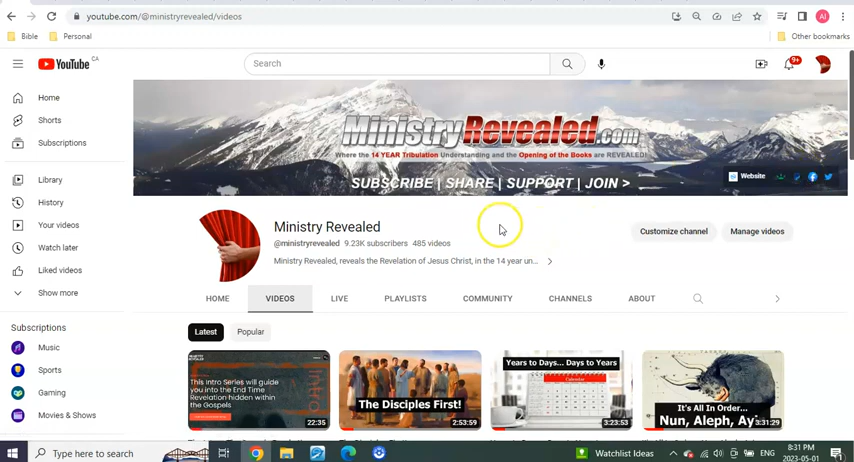 youtube.com/@ministryrevealed/videos
AI
Bible
Personal
Other bookmarks
YouTube CA
Search
9+
Home
Shorts
Subscriptions
Library
History
Your videos
Watch later
Liked videos
Show more
Subscriptions
Music
Sports
Gaming
Movies & Shows
MinistryRevealed.com
Where the 14 YEAR Tribulation Understanding and the Opening of the Books are REVEALED!
SUBSCRIBE | SHARE | SUPPORT | JOIN >
Website
Ministry Revealed
@ministryrevealed 9.23K subscribers 485 videos
Ministry Revealed, reveals the Revelation of Jesus Christ, in the 14 year un...
Customize channel
Manage videos
HOME
VIDEOS
LIVE
PLAYLISTS
COMMUNITY
CHANNELS
ABOUT
Latest
Popular
This Intro Series will guide
you into the End Time
Revelation hidden within
the Gospels
22:35
The Disciples First!
2:53:59
Years to Days... Days to Years
Calendar
3:23:53
It's All In Order...
Nun, Aleph, Ay
3:31:29
Type here to search
Watchlist Ideas
ENG
8:31 PM
2023-05-01